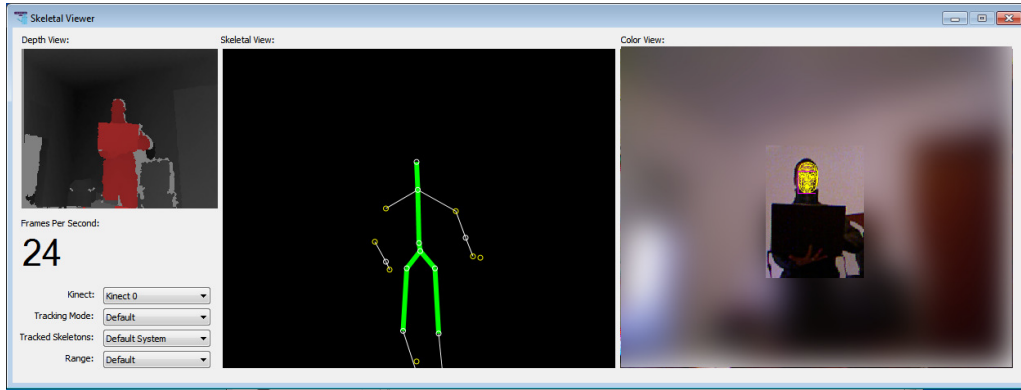 Skeletal Viewer
Depth View:
Skeletal View:
Color View:
Frames Per Second:
24
Kinect:
Kinect 0
Tracking Mode:
Default
Tracked Skeletons:
Default System
Range:
Default